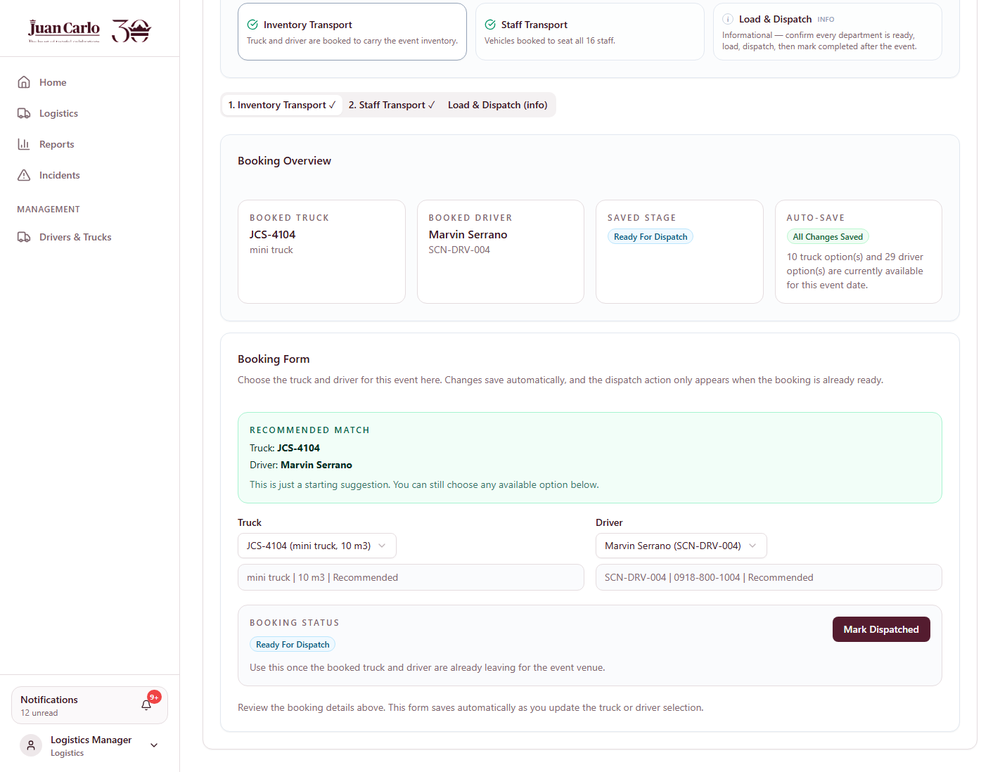 Juan Carlo 30
Home
Logistics
Reports
Incidents
MANAGEMENT
Drivers & Trucks
Notifications
12 unread
9+
Logistics Manager
Logistics
Inventory Transport
Truck and driver are booked to carry the event inventory.
Staff Transport
Vehicles booked to seat all 16 staff.
Load & Dispatch INFO
Informational — confirm every department is ready,
load, dispatch, then mark completed after the event.
1. Inventory Transport ✓
2. Staff Transport ✓
Load & Dispatch (info)
Booking Overview
BOOKED TRUCK
JCS-4104
mini truck
BOOKED DRIVER
Marvin Serrano
SCN-DRV-004
SAVED STAGE
Ready For Dispatch
AUTO-SAVE
All Changes Saved
10 truck option(s) and 29 driver
option(s) are currently available
for this event date.
Booking Form
Choose the truck and driver for this event here. Changes save automatically, and the dispatch action only appears when the booking is already ready.
RECOMMENDED MATCH
Truck: JCS-4104
Driver: Marvin Serrano
This is just a starting suggestion. You can still choose any available option below.
Truck
JCS-4104 (mini truck, 10 m3)
mini truck | 10 m3 | Recommended
Driver
Marvin Serrano (SCN-DRV-004)
SCN-DRV-004 | 0918-800-1004 | Recommended
BOOKING STATUS
Ready For Dispatch
Use this once the booked truck and driver are already leaving for the event venue.
Mark Dispatched
Review the booking details above. This form saves automatically as you update the truck or driver selection.